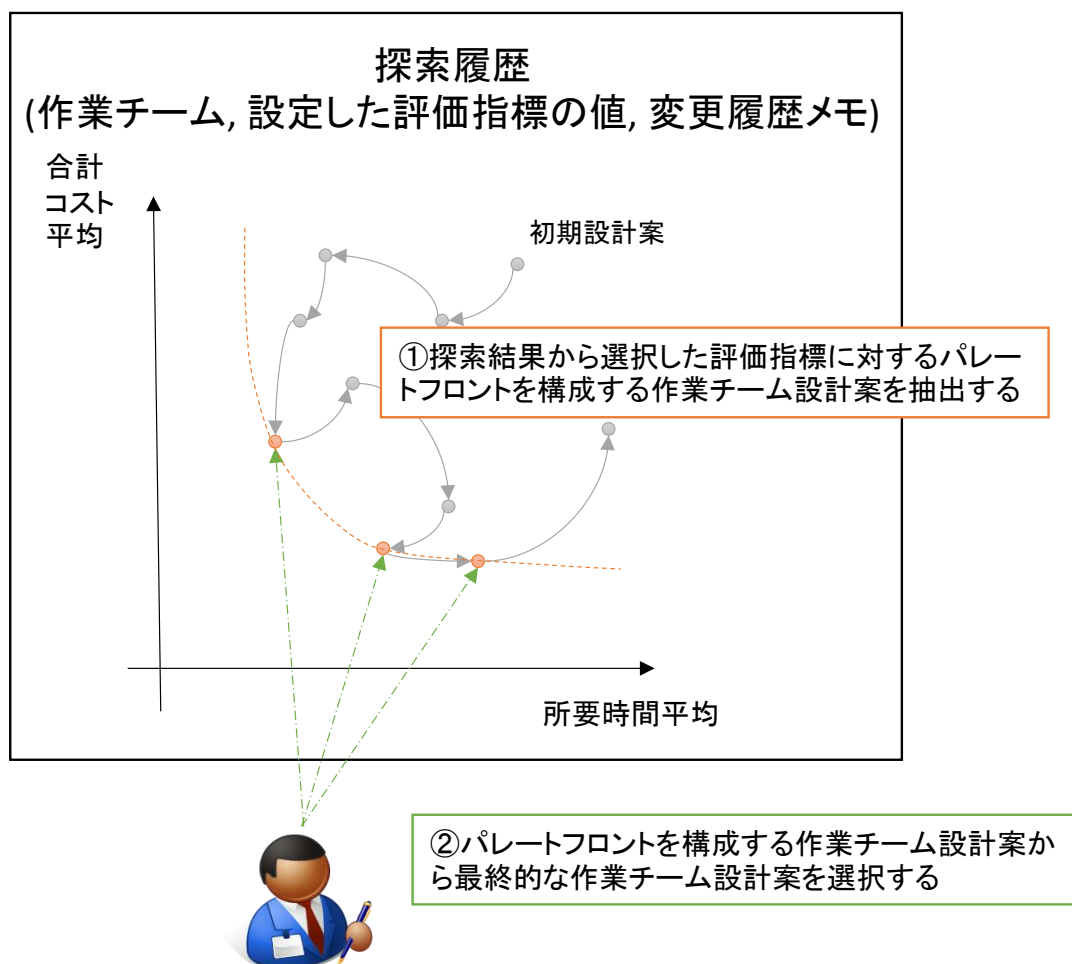 探索履歴
(作業チーム, 設定した評価指標の値, 変更履歴メモ)
合計
コスト
平均
初期設計案
①探索結果から選択した評価指標に対するパレー
トフロントを構成する作業チーム設計案を抽出する
所要時間平均
②パレートフロントを構成する作業チーム設計案か
ら最終的な作業チーム設計案を選択する